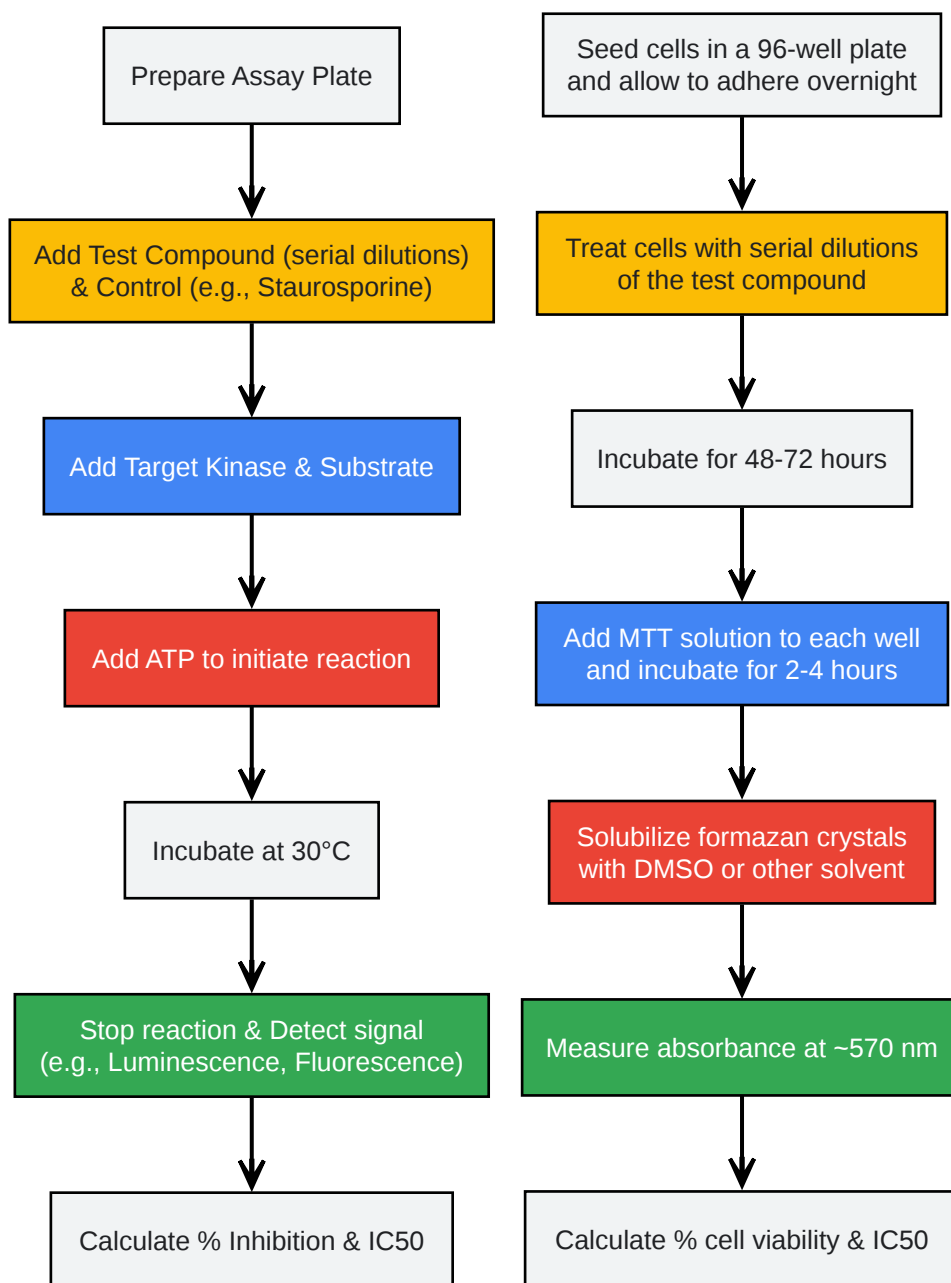 Prepare Assay Plate
Add Test Compound (serial dilutions)
& Control (e.g., Staurosporine)
Add Target Kinase & Substrate
Add ATP to initiate reaction
Incubate at 30°C
Stop reaction & Detect signal
(e.g., Luminescence, Fluorescence)
Calculate % Inhibition & IC50
Seed cells in a 96-well plate
and allow to adhere overnight
Treat cells with serial dilutions
of the test compound
Incubate for 48-72 hours
Add MTT solution to each well
and incubate for 2-4 hours
Solubilize formazan crystals
with DMSO or other solvent
Measure absorbance at ~570 nm
Calculate % cell viability & IC50